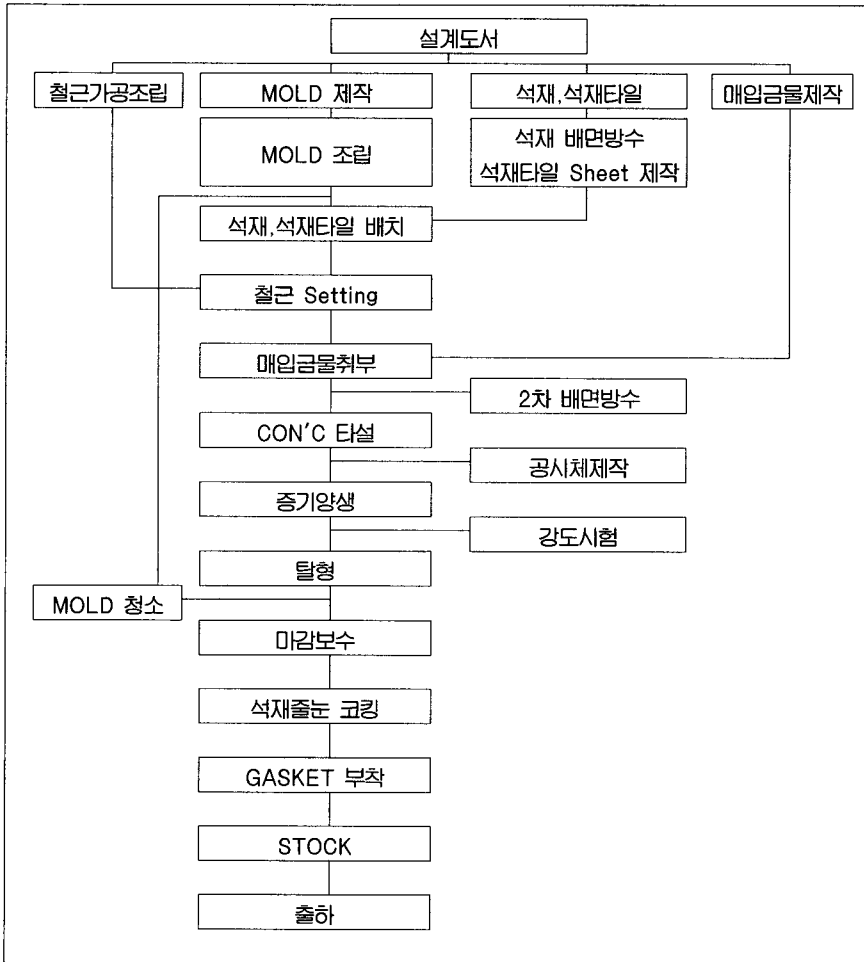 설계도서
철근가공조립
MOLD 제작
석재,석재타일
매입금물제작
MOLD 조립
석재 배면방수
석재타일 Sheet 제작
석재,석재타일 배치
철근 Setting
매입금물취부
2차 배면방수
CON'C 타설
공시체제작
증기양생
강도시험
탈형
MOLD 청소
마감보수
석재줄눈 코킹
GASKET 부착
STOCK
출하